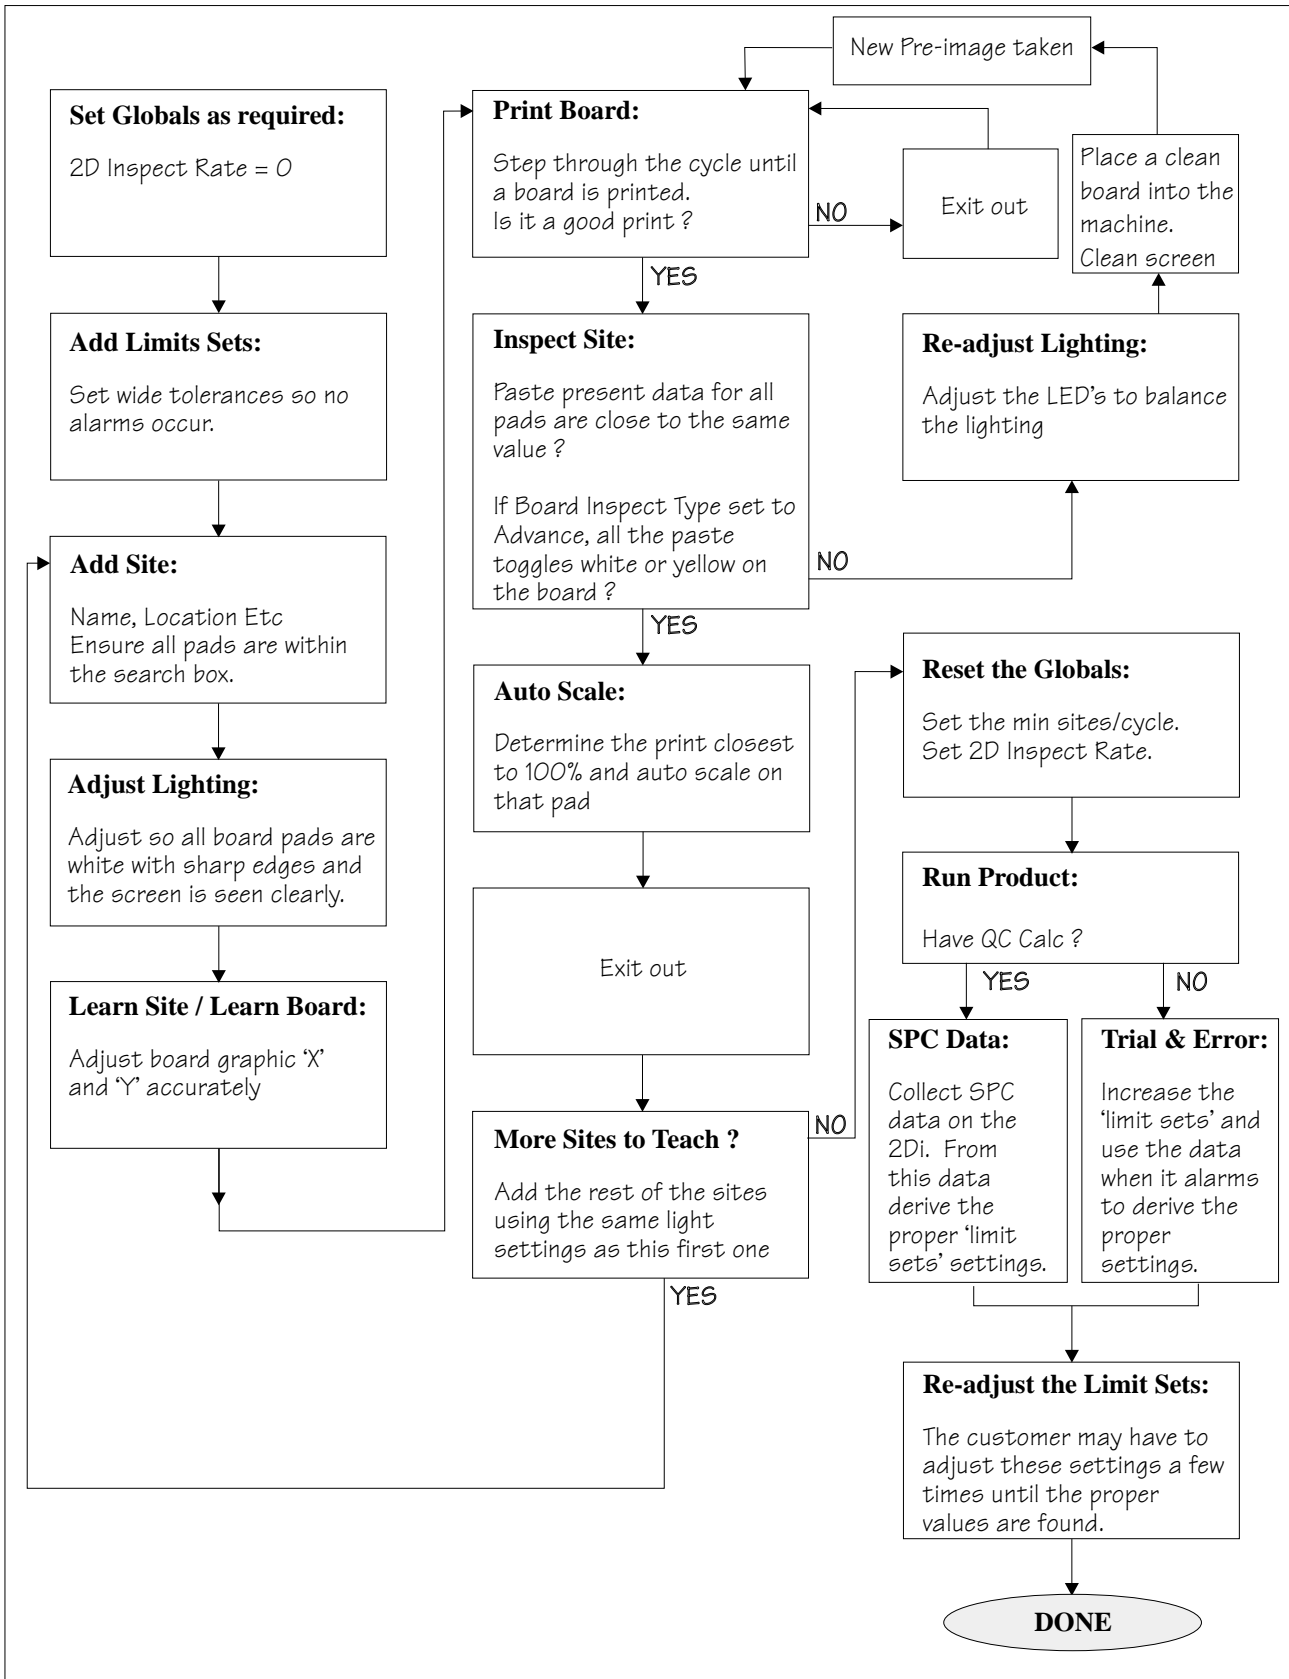 Set Globals as required:
2D Inspect Rate = 0
Add Limits Sets:
Set wide tolerances so no
alarms occur.
Add Site:
Name, Location Etc
Ensure all pads are within
the search box.
Adjust Lighting:
Adjust so all board pads are
white with sharp edges and
the screen is seen clearly.
Learn Site / Learn Board:
Adjust board graphic ‘X’
and ‘Y’ accurately
New Pre-image taken
Print Board:
Step through the cycle until
a board is printed.
Is it a good print ?
NO
Exit out
YES
Place a clean
board into the
machine.
Clean screen
Inspect Site:
Paste present data for all
pads are close to the same
value ?
If Board Inspect Type set to
Advance, all the paste
toggles white or yellow on
the board ?
NO
YES
Re-adjust Lighting:
Adjust the LED’s to balance
the lighting
Auto Scale:
Determine the print closest
to 100% and auto scale on
that pad
Exit out
More Sites to Teach ?
Add the rest of the sites
using the same light
settings as this first one
NO
YES
Reset the Globals:
Set the min sites/cycle.
Set 2D Inspect Rate.
Run Product:
Have QC Calc ?
YES
NO
SPC Data:
Collect SPC
data on the
2Di.  From
this data
derive the
proper ‘limit
sets’ settings.
Trial & Error:
Increase the
‘limit sets’ and
use the data
when it alarms
to derive the
proper
settings.
Re-adjust the Limit Sets:
The customer may have to
adjust these settings a few
times until the proper
values are found.
DONE